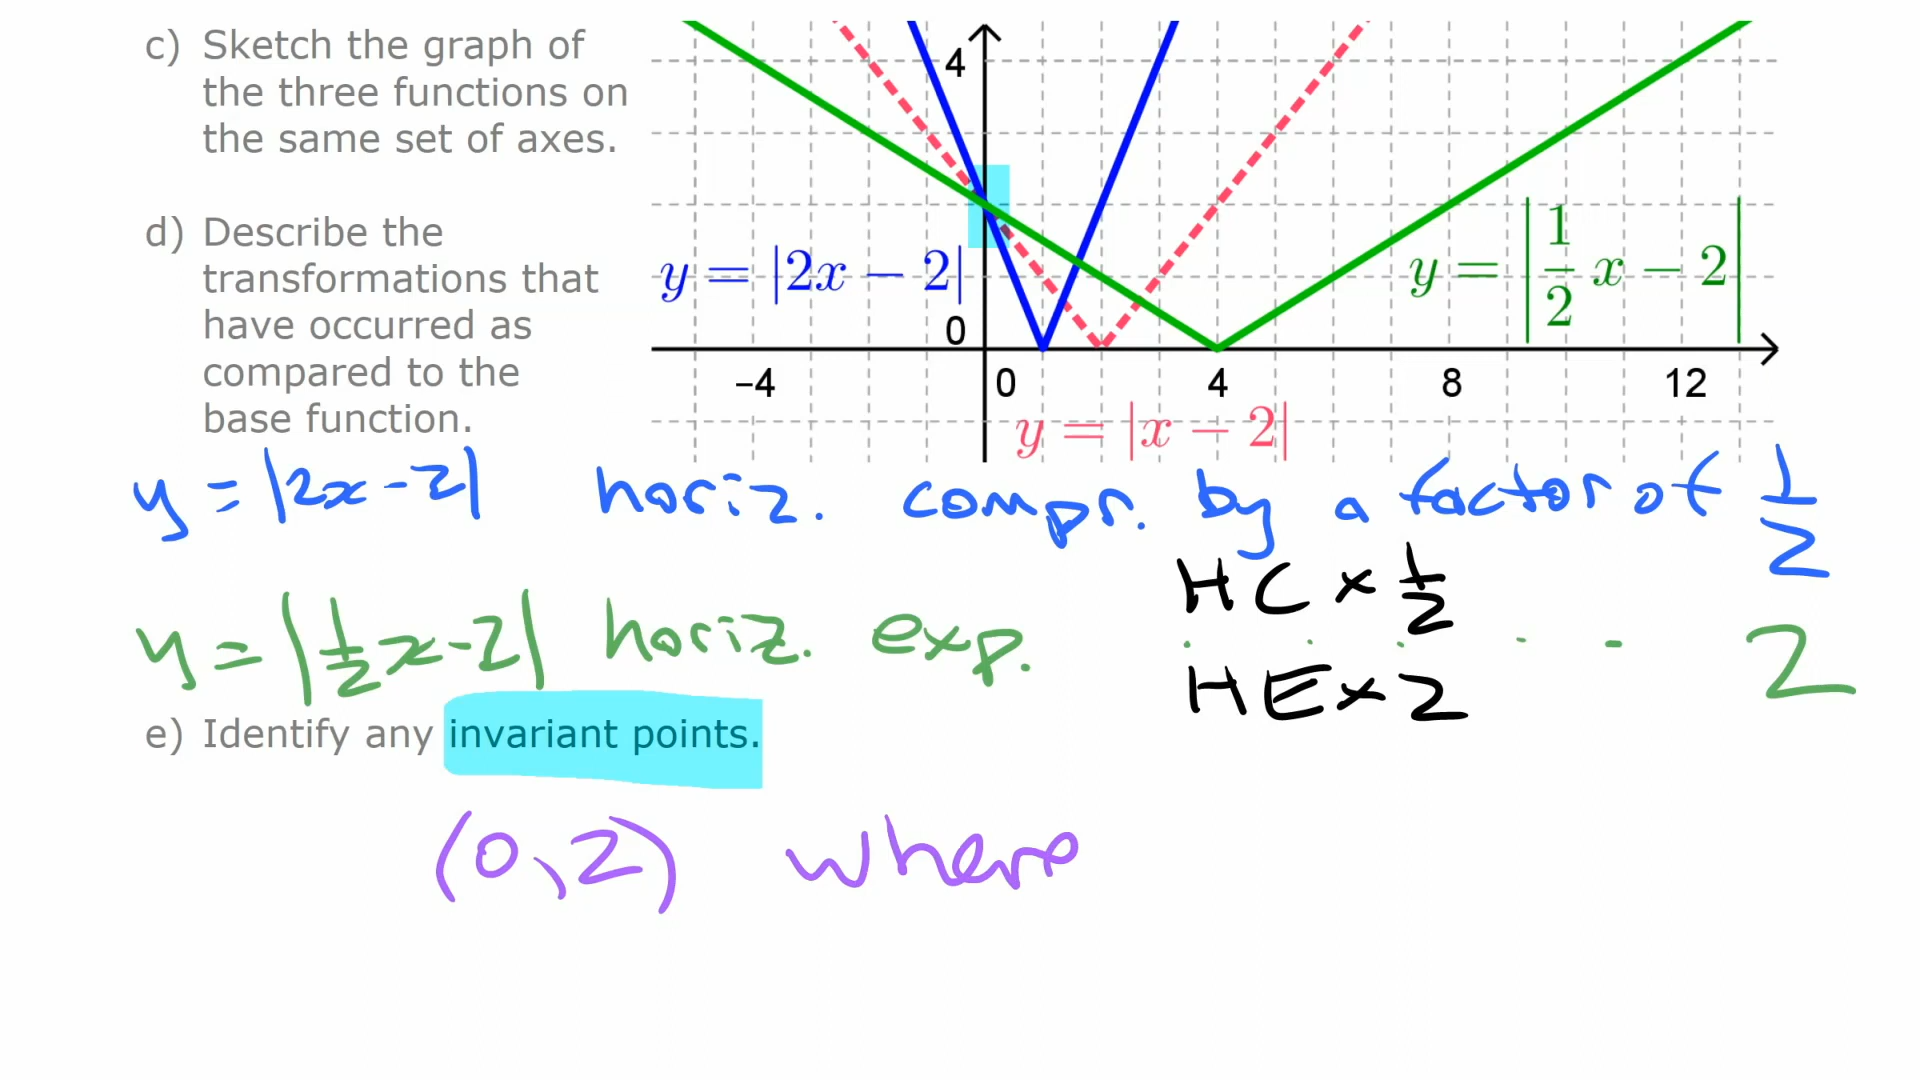 c) Sketch the graph of
the three functions on
the same set of axes.
d) Describe the
transformations that
have occurred as
compared to the
base function.
4
0
−4 0 4 8 12
y = |2x − 2|
y = |1/2 x − 2|
y = |x − 2|
y = |2x-2| horiz. compr. by a factor of 1/2
HC × 1/2
y = |1/2 x-2| horiz. exp. . . . . - 2
HE × 2
e) Identify any invariant points.
(0,2) where